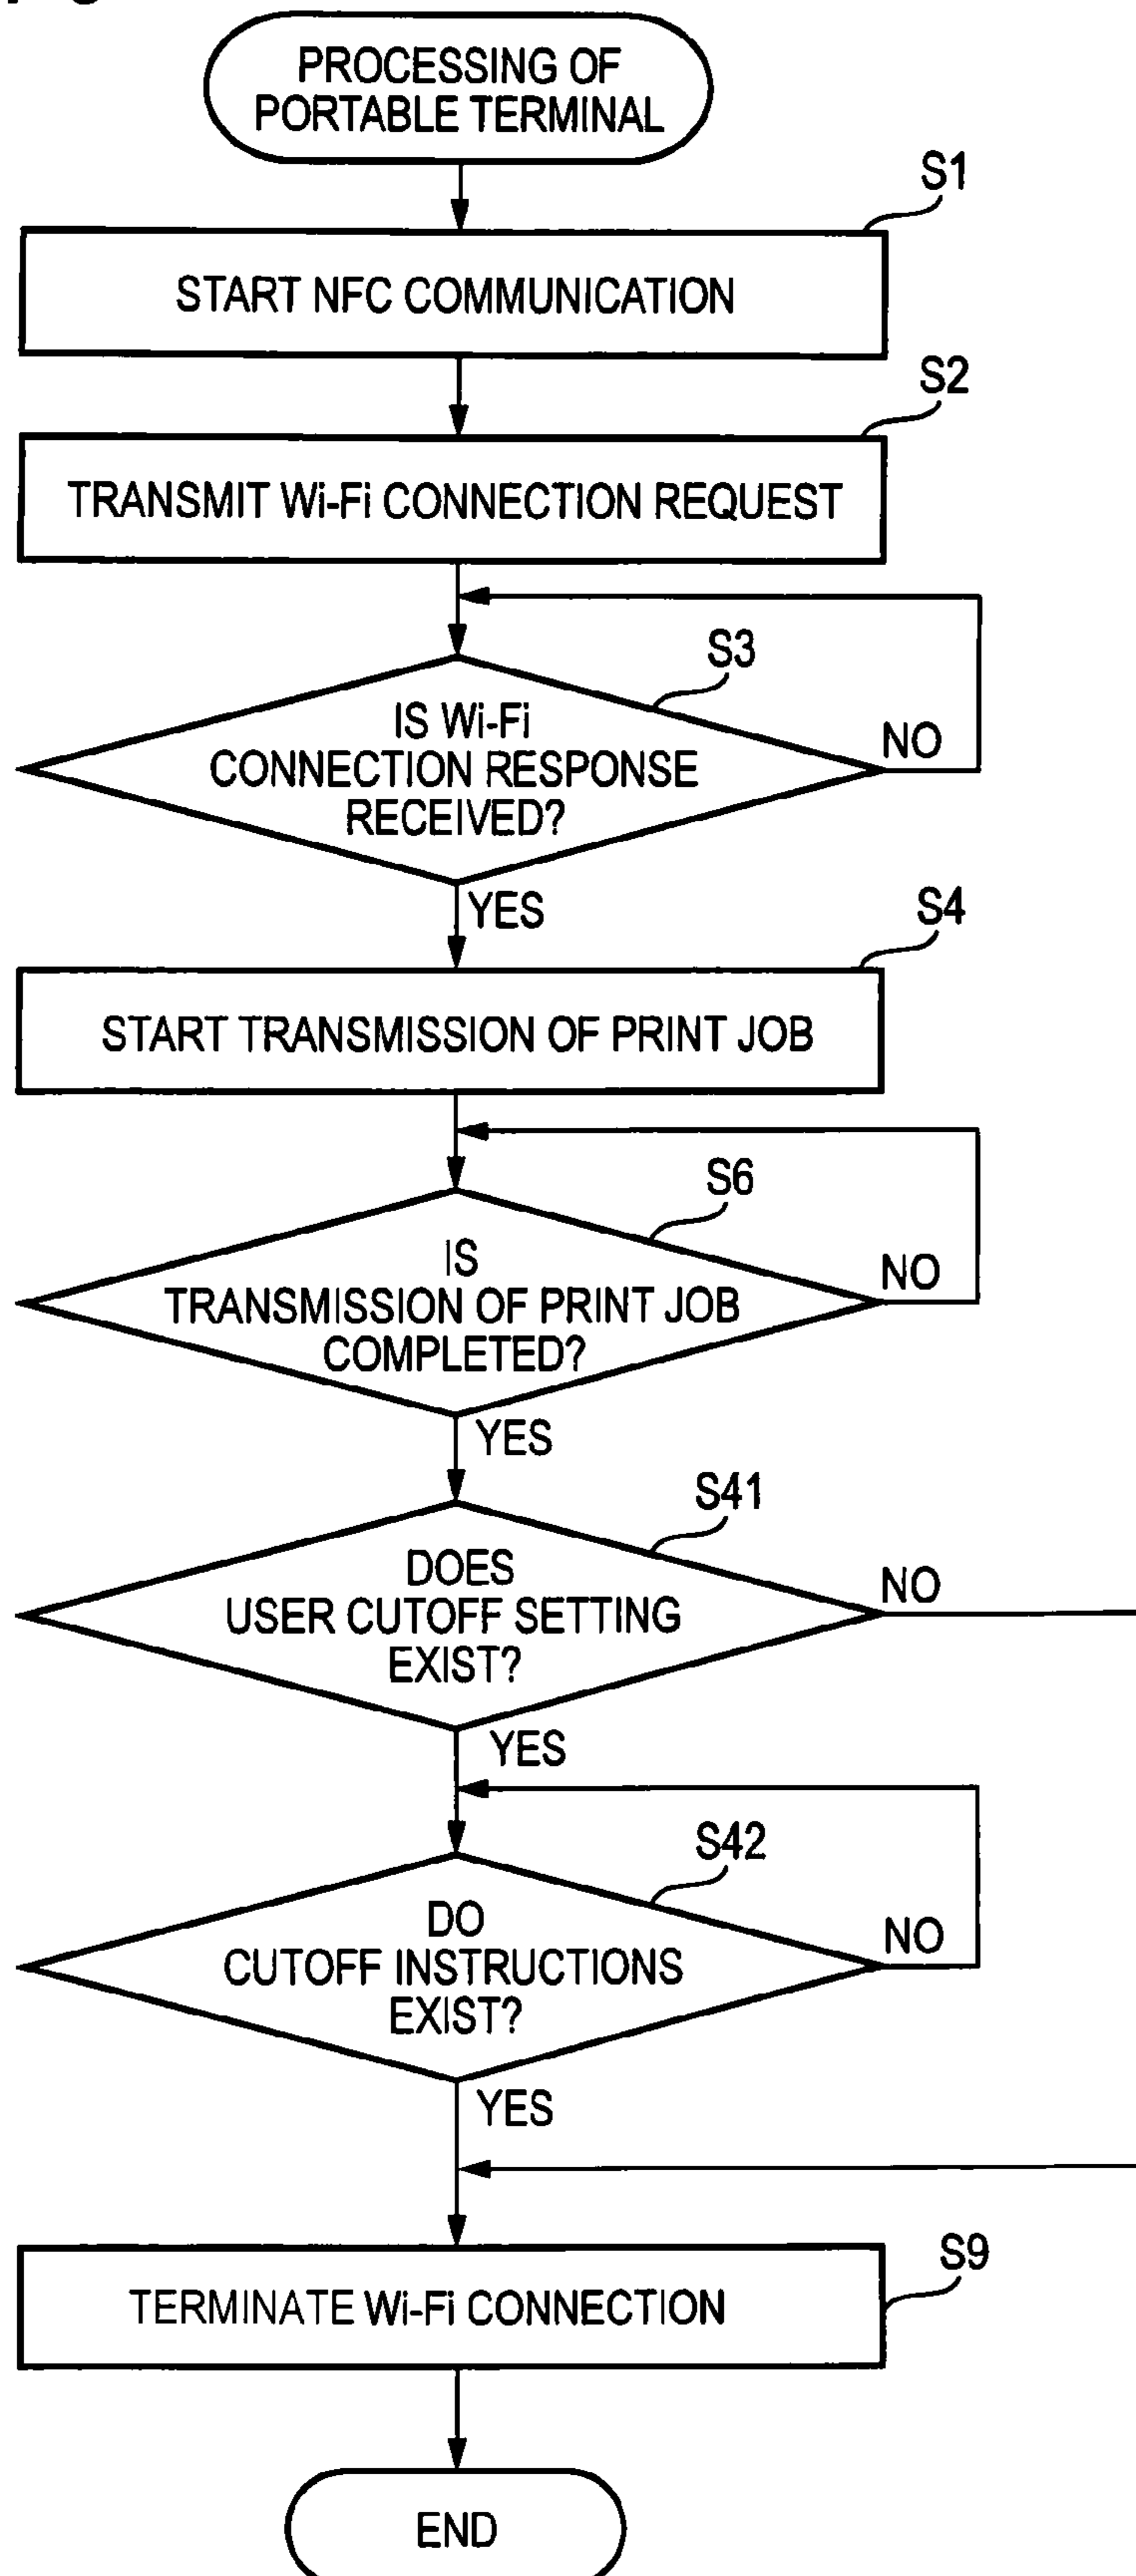 PROCESSING OF
PORTABLE TERMINAL
S1
START NFC COMMUNICATION
S2
TRANSMIT Wi-Fi CONNECTION REQUEST
S3
IS Wi-Fi
CONNECTION RESPONSE
RECEIVED?
NO
YES
S4
START TRANSMISSION OF PRINT JOB
S6
IS
TRANSMISSION OF PRINT JOB
COMPLETED?
NO
YES
S41
DOES
USER CUTOFF SETTING
EXIST?
NO
YES
S42
DO
CUTOFF INSTRUCTIONS
EXIST?
NO
YES
S9
TERMINATE Wi-Fi CONNECTION
END